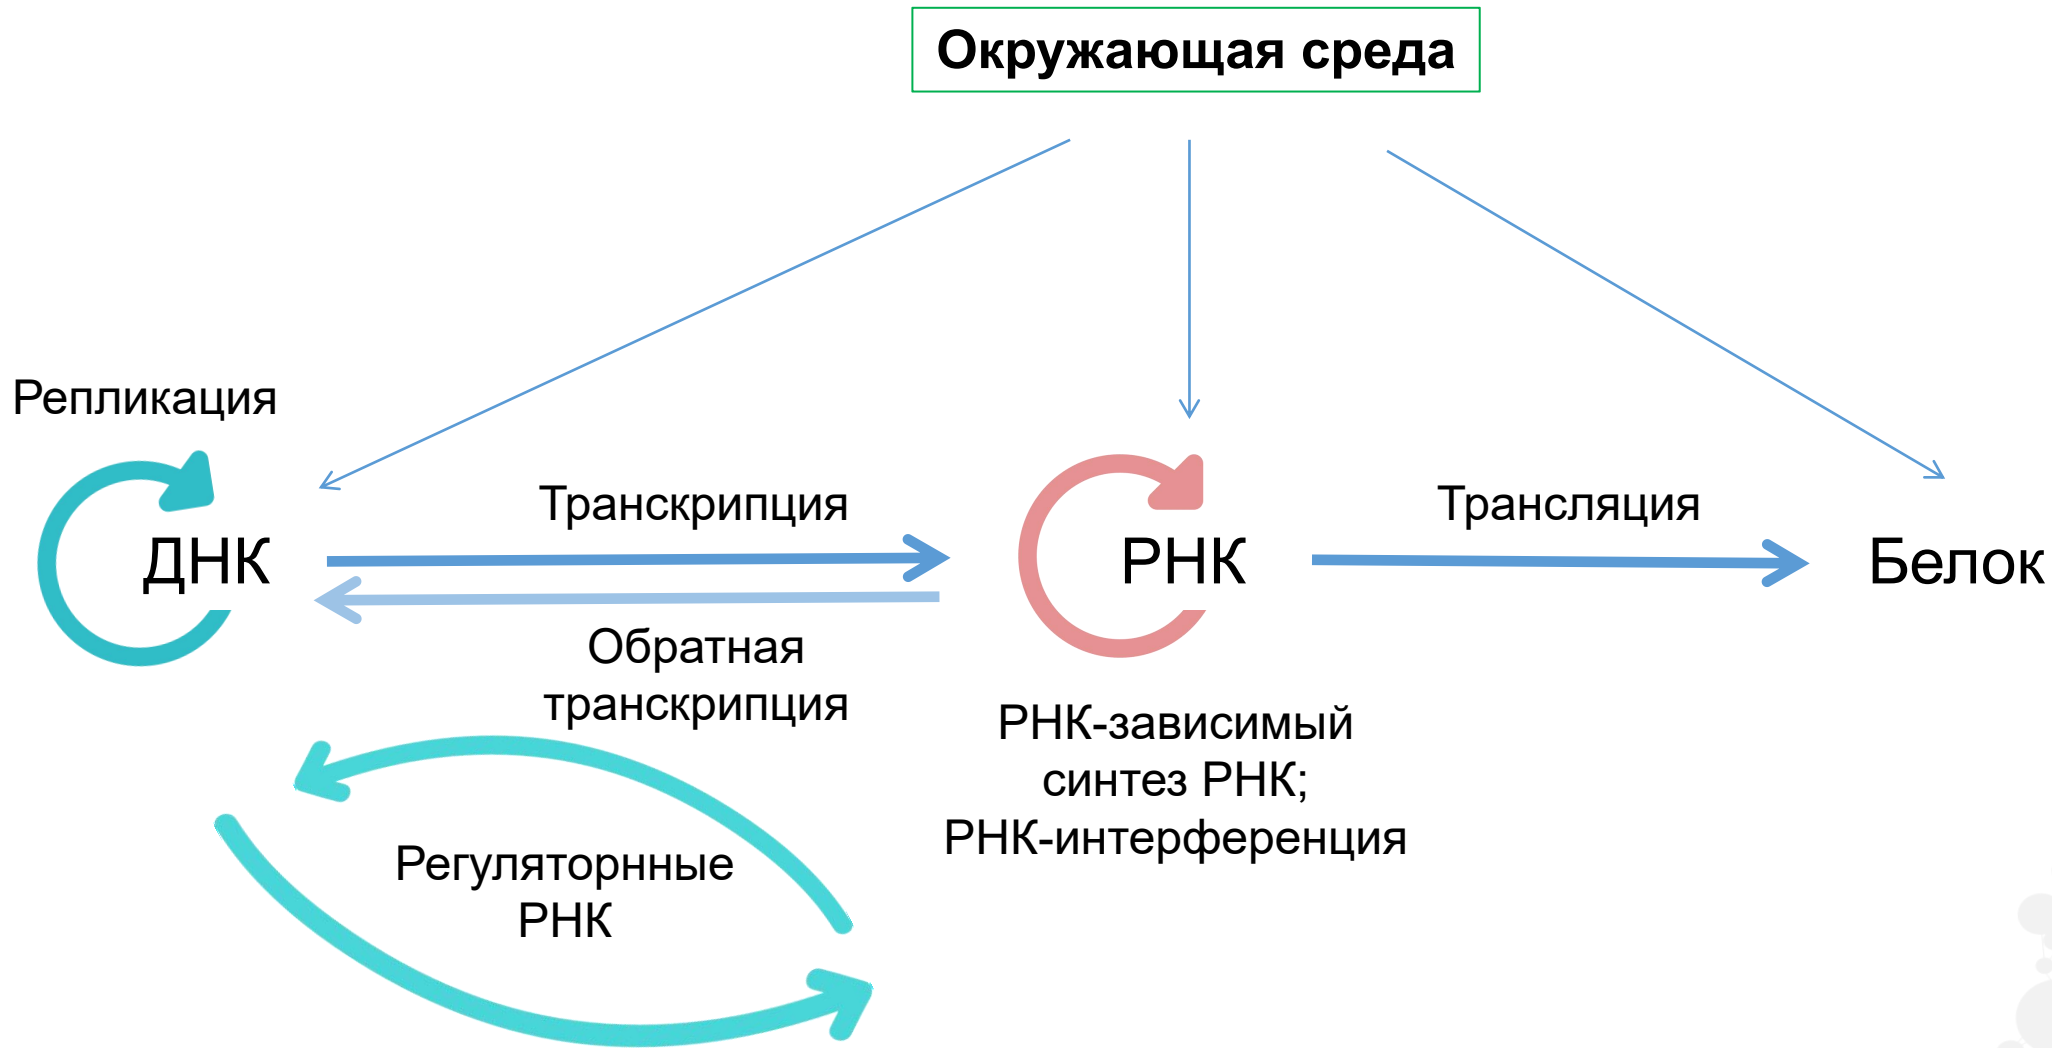 Окружающая среда
Репликация
Транскрипция
Трансляция
ДНК
РНК
Белок
Обратная
транскрипция
РНК-зависимый
синтез РНК;
РНК-интерференция
Регуляторнные
РНК